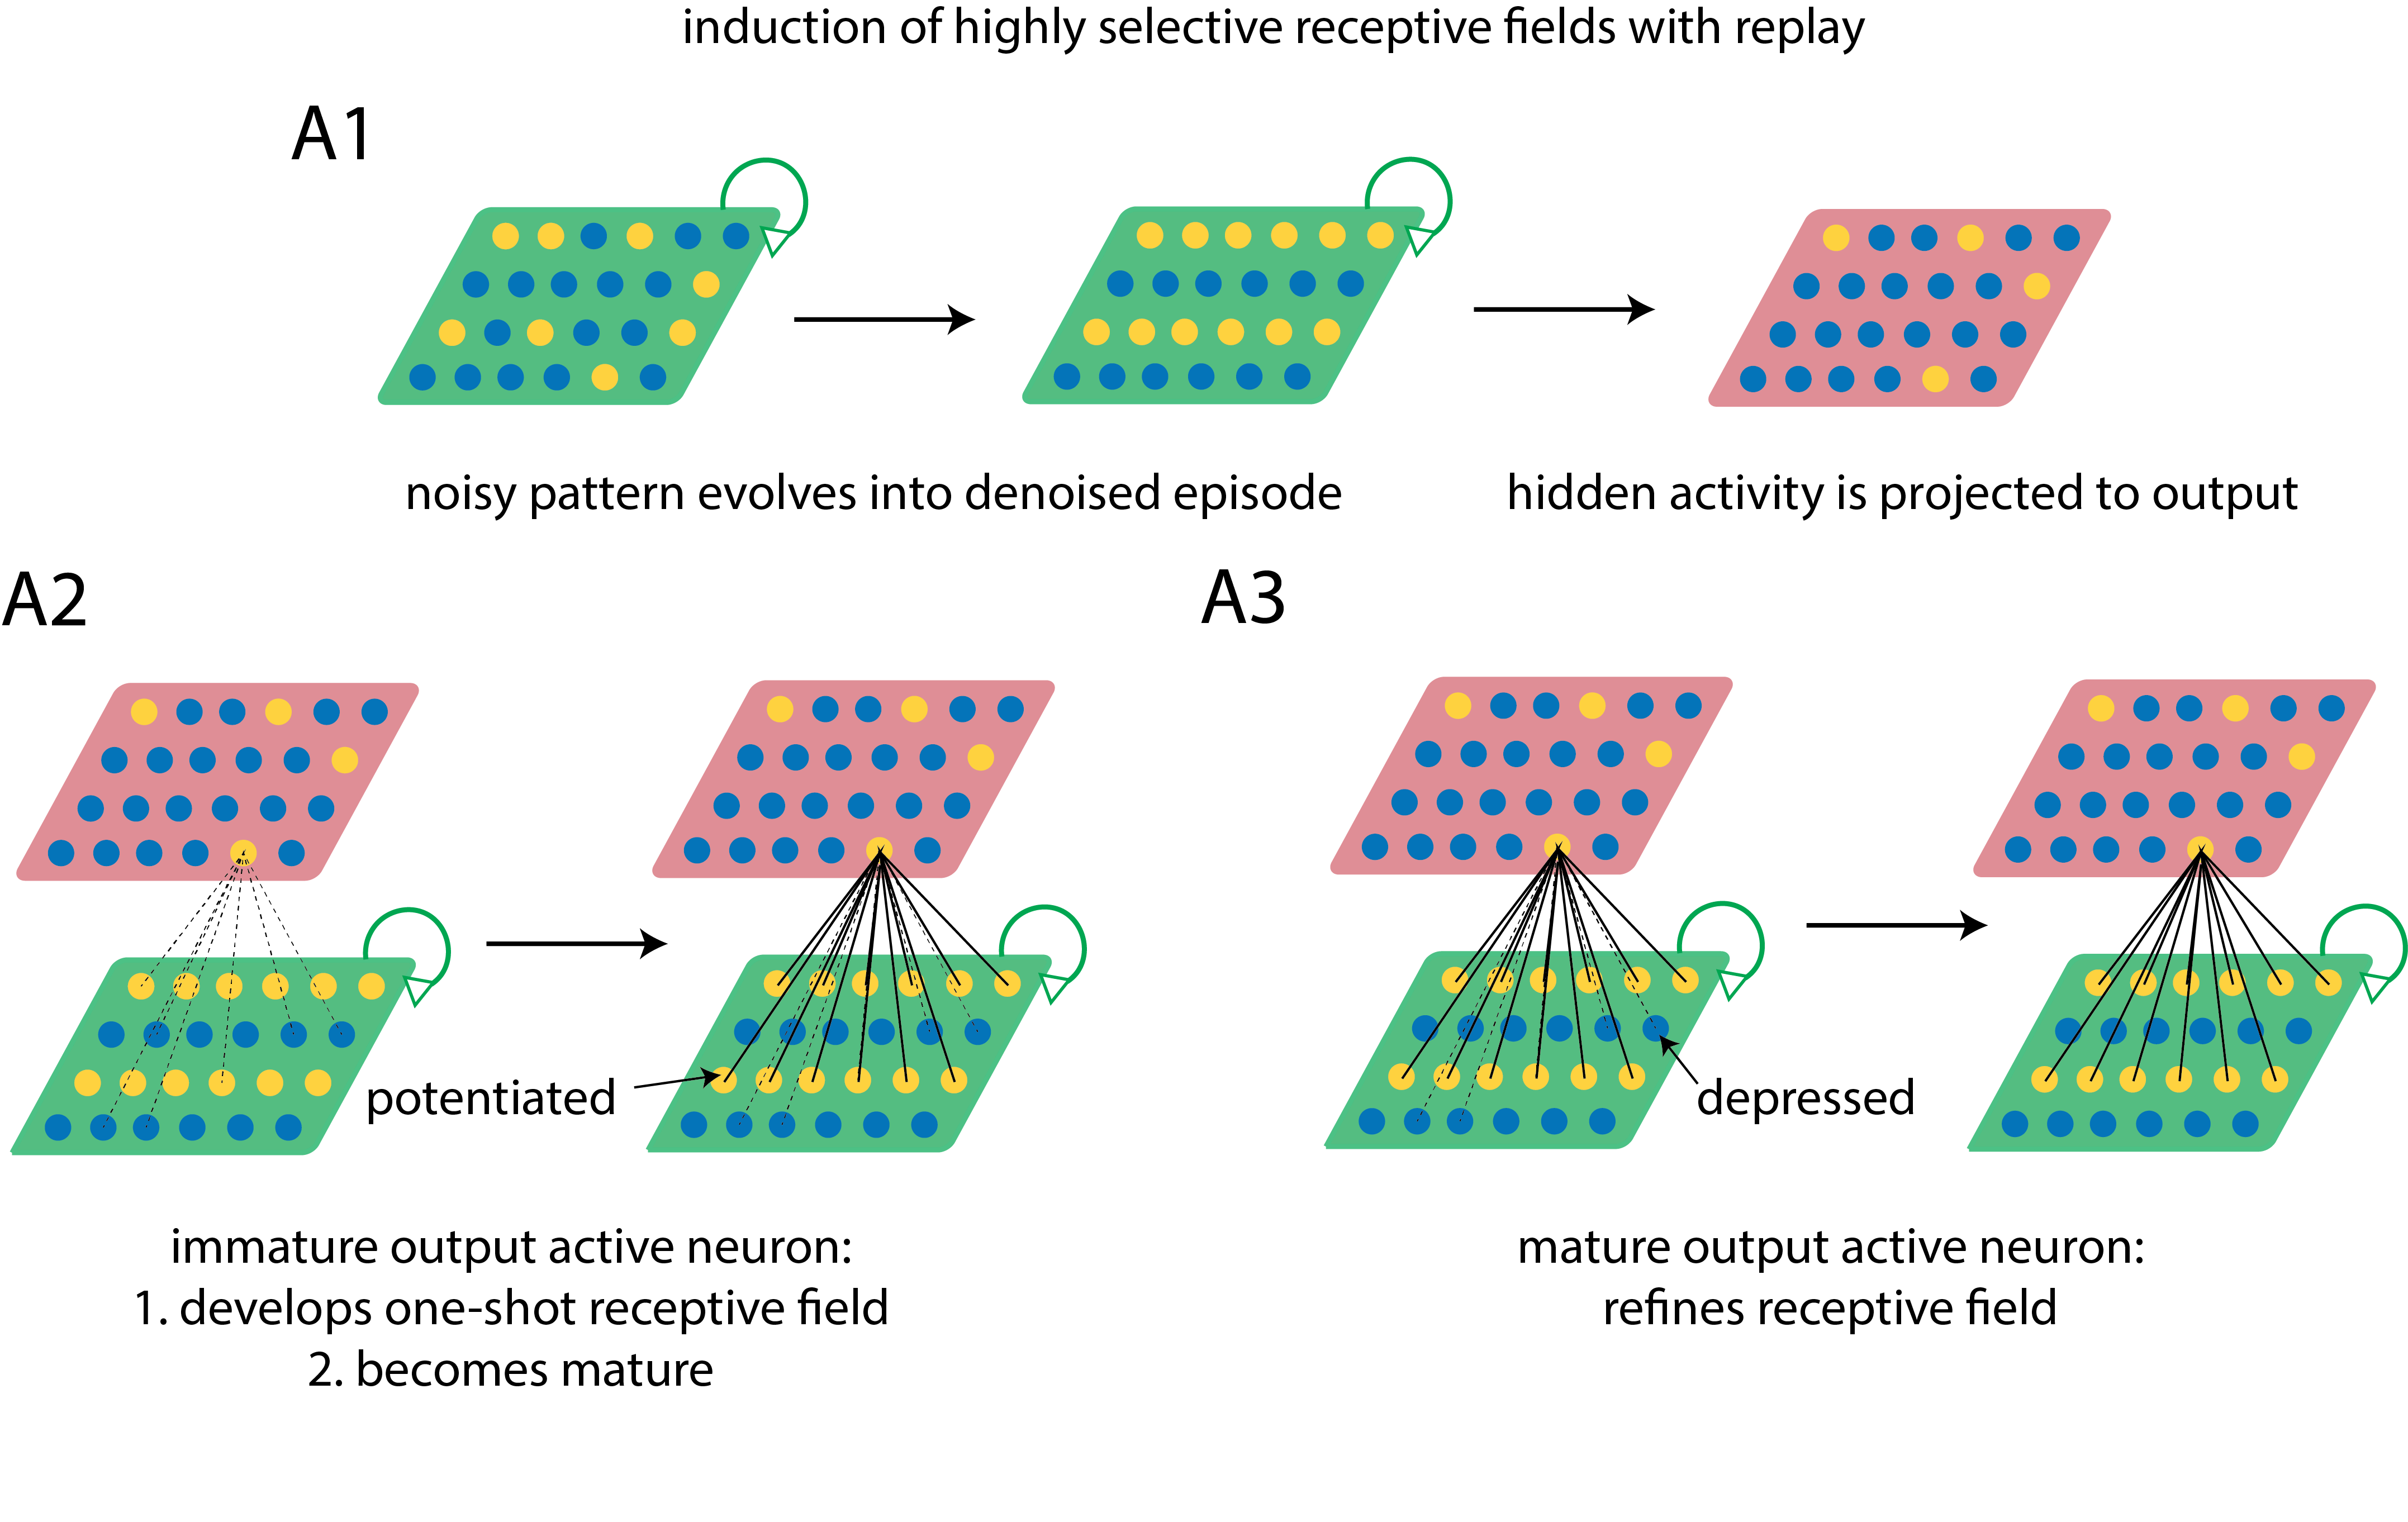 induction of highly selective receptive fields with replay
A1
noisy pattern evolves into denoised episode
hidden activity is projected to output
A2
A3
potentiated
depressed
immature output active neuron:
1. develops one-shot receptive field
2. becomes mature
mature output active neuron:
refines receptive field